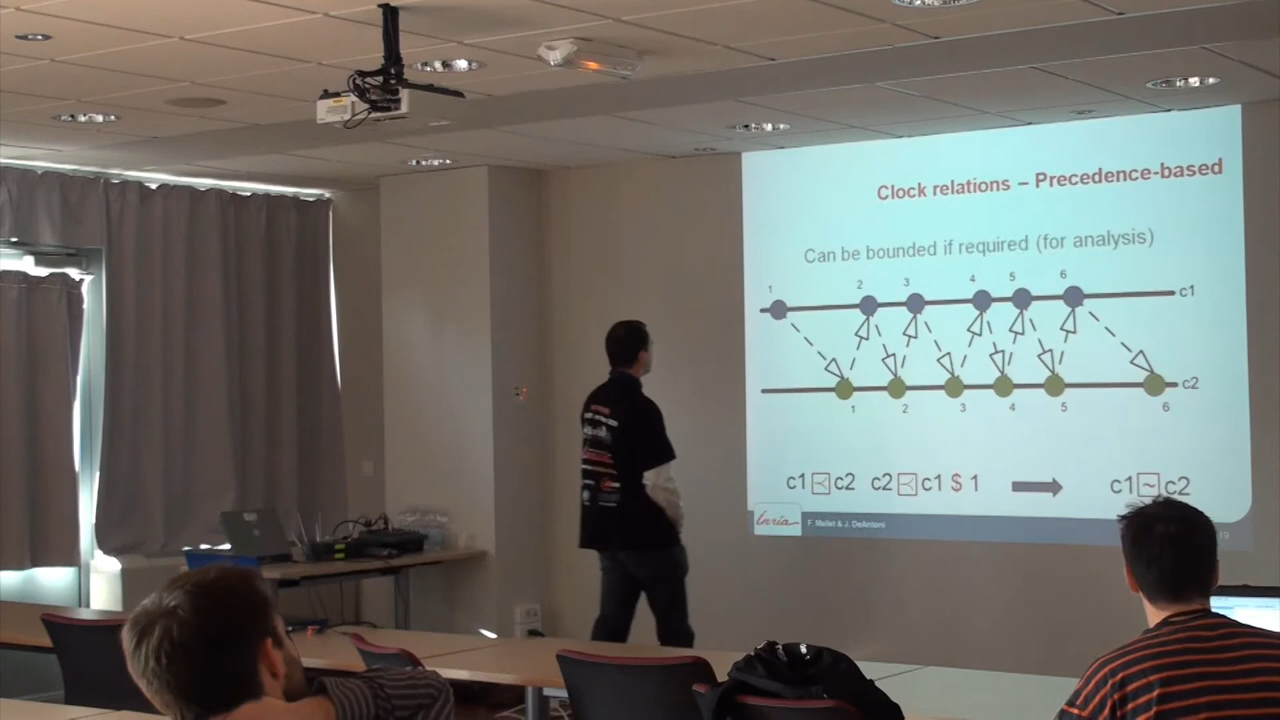 Clock relations – Precedence-based
Can be bounded if required (for analysis)
1 2 3 4 5 6
c1
c2
1 2 3 4 5 6
c1 ≺ c2 c2 ≺ c1 $ 1 c1 ~ c2
Inria
F. Mallet & J. DeAntoni
19